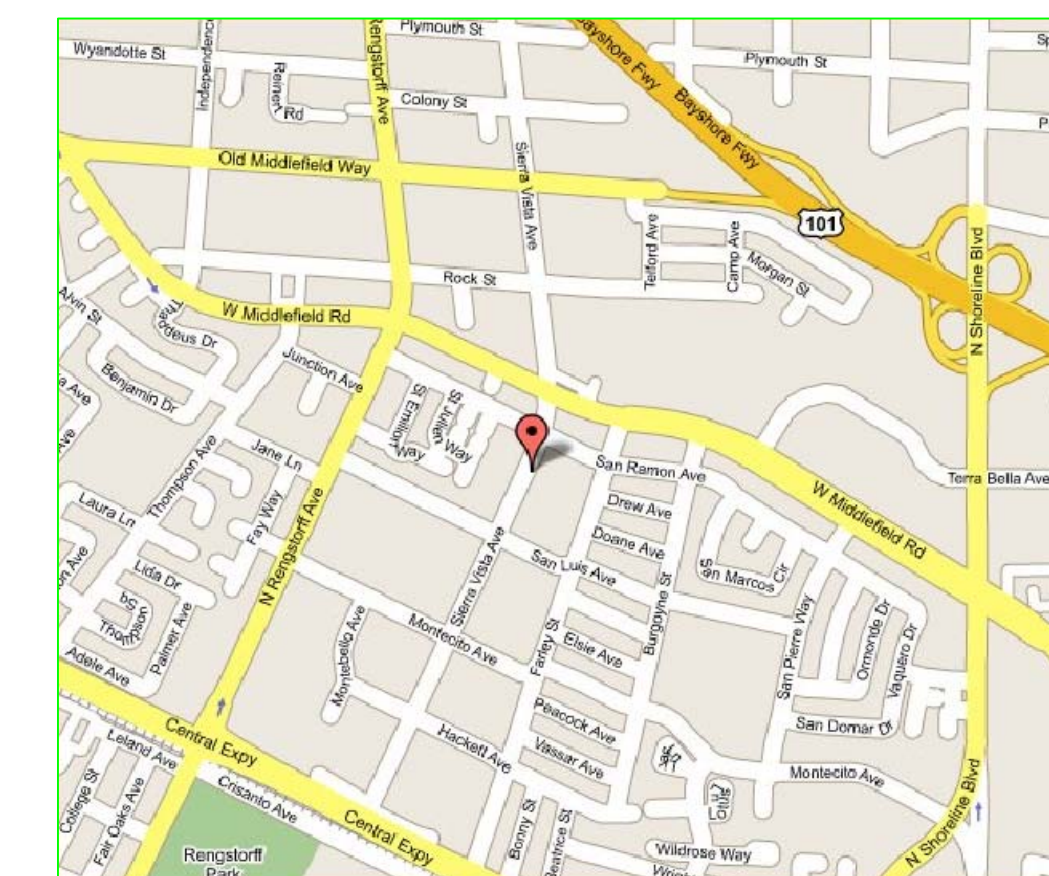 Plymouth St
Bayshore Fwy
Wyandotte St
Independenc
Rengstorff Ave
Plymouth St
Reinert
Rd
Colony St
Bayshore Fwy
Old Middlefield Way
Sierra Vista Ave
101
Telford Ave
Camp Ave
Morgan St
N Shoreline Blvd
Rock St
Alvin St
Thaddeus Dr
W Middlefield Rd
Junction Ave
Benjamin Dr
Ave
Ave
St Emilion
Way
St Julien
Way
Jane Ln
Thompson Ave
San Ramon Ave
Terra Bella Ave
Laura Ln
Fay Way
N Rengstorff Ave
Drew Ave
W Middlefield Rd
Doane Ave
San Luis Ave
San Marcos Cir
Lida Dr
Thompson
Sq
Palmer Ave
Sierra Vista Ave
Burgoyne St
Montebello Ave
Montecito Ave
Farley St
Elsie Ave
San Pierre Way
Ormonde Dr
Vaquero Dr
Adele Ave
Central Expy
Leland Ave
Hackett Ave
Peacock Ave
Vassar Ave
San Domar Dr
Montecito Ave
College St
Fair Oaks Ave
Crisanto Ave
Central Expy
Bonny St
Beatrice St
Lotus
Ln
N Shoreline Blvd
Wildrose Way
Rengstorff
Park